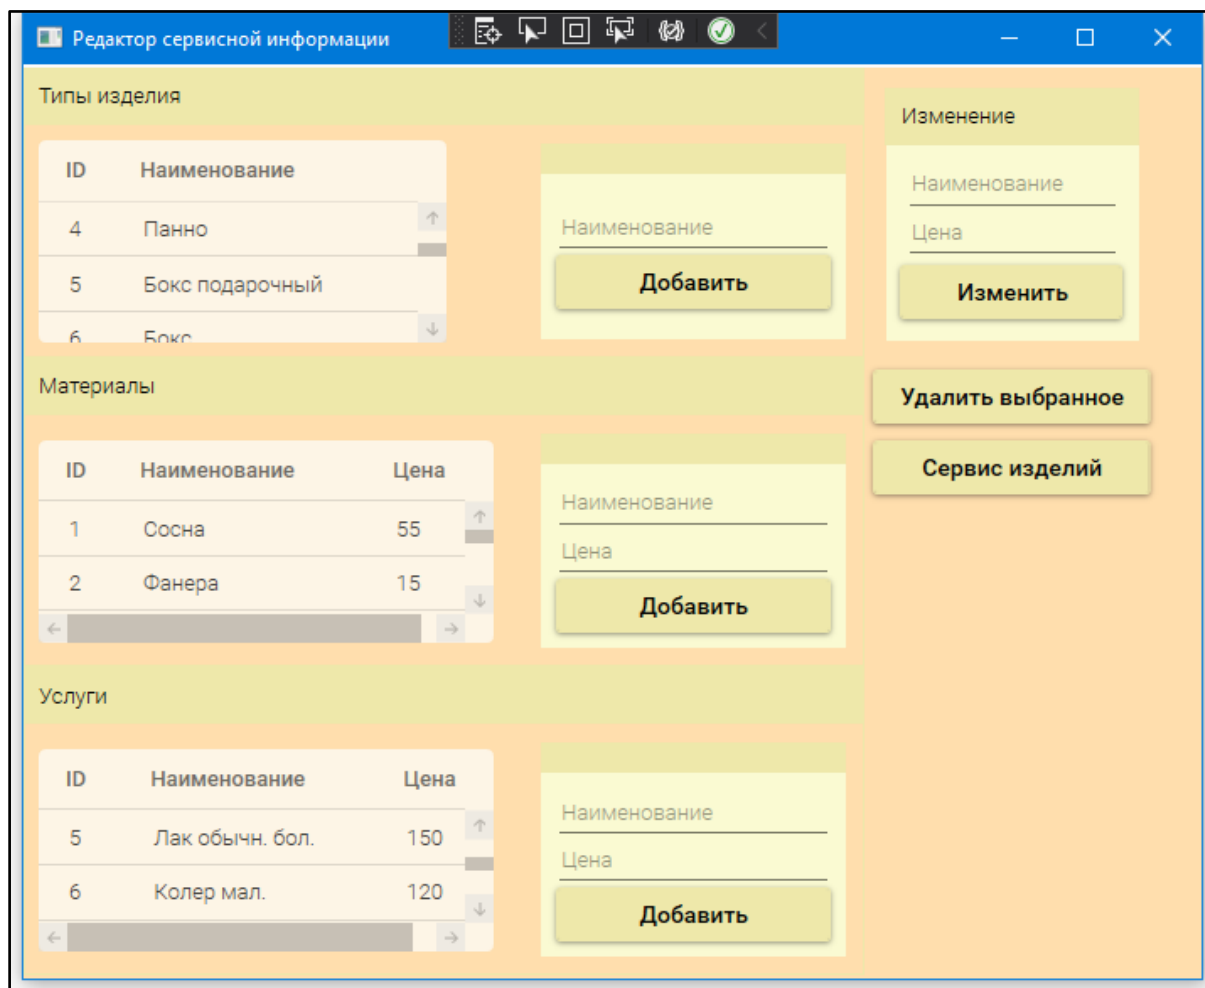 Редактор сервисной информации
Типы изделия
ID Наименование
4 Панно
5 Бокс подарочный
6 Бокс
Наименование
Добавить
Изменение
Наименование
Цена
Изменить
Удалить выбранное
Сервис изделий
Материалы
ID Наименование Цена
1 Сосна 55
2 Фанера 15
Наименование
Цена
Добавить
Услуги
ID Наименование Цена
5 Лак обычн. бол. 150
6 Колер мал. 120
Наименование
Цена
Добавить